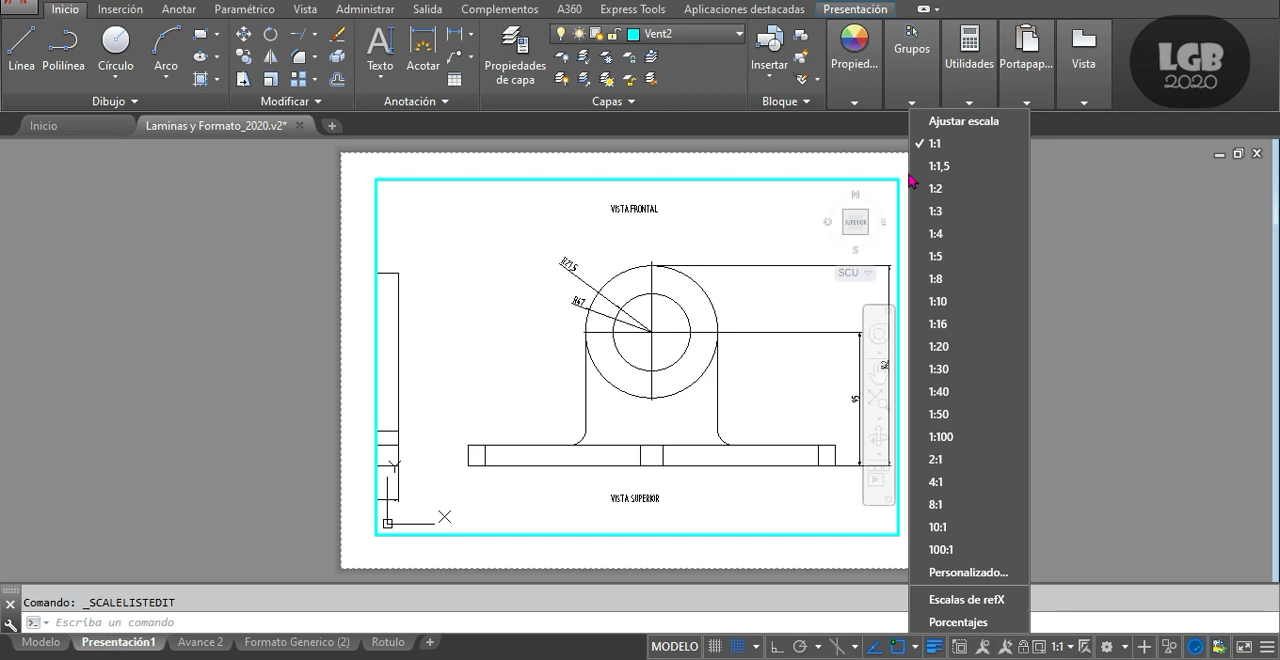 Inicio Inserción Anotar Paramétrico Vista Administrar Salida Complementos A360 Express Tools Aplicaciones destacadas Presentación
Línea Polilínea Círculo Arco
Texto Acotar
Propiedades de capa
Vent2
Insertar
Propied...
Grupos
Utilidades
Portapap...
Vista
Dibujo Modificar Anotación Capas Bloque
LGB
2020
Inicio
Laminas y Formato_2020.v2*
Ajustar escala
1:1
1:1,5
1:2
1:3
1:4
1:5
1:8
1:10
1:16
1:20
1:30
1:40
1:50
1:100
2:1
4:1
8:1
10:1
100:1
Personalizado...
Escalas de refX
Porcentajes
VISTA FRONTAL
SUPERIOR
S
SCU
R23,5
R47
95
VISTA SUPERIOR
Y
X
Comando: _SCALELISTEDIT
Escriba un comando
Modelo Presentación1 Avance 2 Formato Generico (2) Rotulo
MODELO
1:1